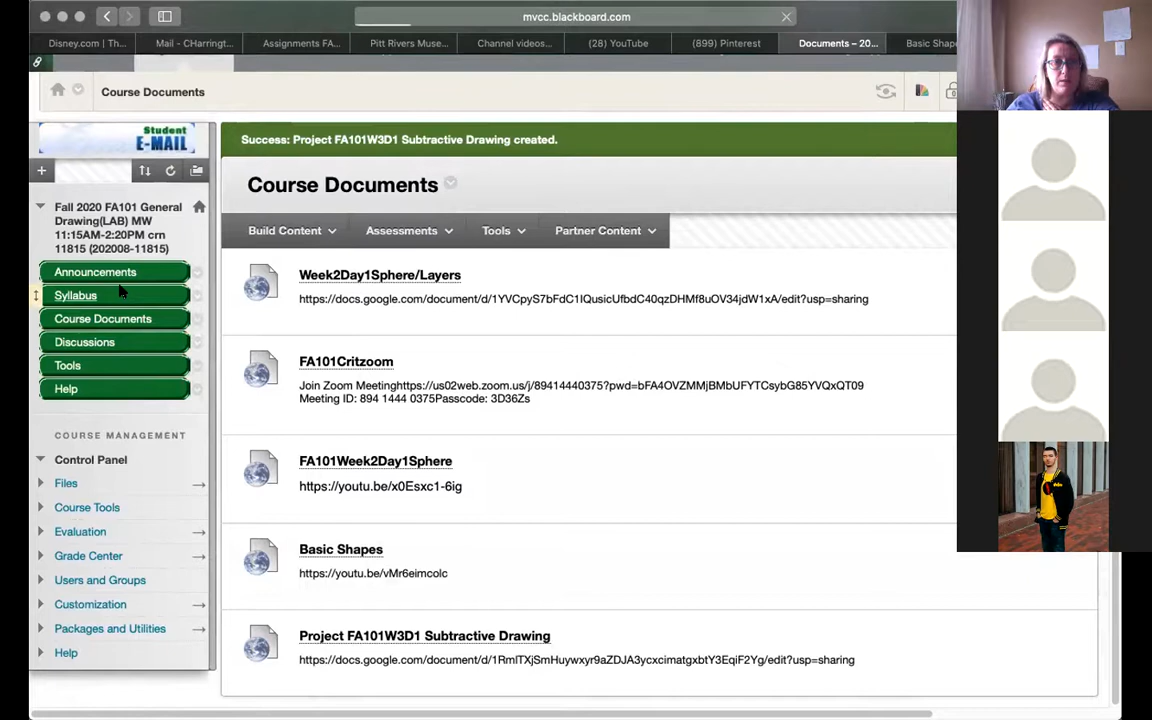 mvcc.blackboard.com
Disney.com | Th...
Mail - CHarringt...
Assignments FA...
Pitt Rivers Muse...
Channel videos...
(28) YouTube
(899) Pinterest
Documents – 20...
Basic Shap
Course Documents
Student
E-MAIL
Success: Project FA101W3D1 Subtractive Drawing created.
Course Documents
Build Content
Assessments
Tools
Partner Content
Fall 2020 FA101 General
Drawing(LAB) MW
11:15AM-2:20PM crn
11815 (202008-11815)
Announcements
Syllabus
Course Documents
Discussions
Tools
Help
COURSE MANAGEMENT
Control Panel
Files
Course Tools
Evaluation
Grade Center
Users and Groups
Customization
Packages and Utilities
Help
Week2Day1Sphere/Layers
https://docs.google.com/document/d/1YVCpyS7bFdC1IQusicUfbdC40qzDHMf8uOV34jdW1xA/edit?usp=sharing
FA101Critzoom
Join Zoom Meetinghttps://us02web.zoom.us/j/89414440375?pwd=bFA4OVZMMjBMbUFYTCsybG85YVQxQT09
Meeting ID: 894 1444 0375Passcode: 3D36Zs
FA101Week2Day1Sphere
https://youtu.be/x0Esxc1-6ig
Basic Shapes
https://youtu.be/vMr6eimcolc
Project FA101W3D1 Subtractive Drawing
https://docs.google.com/document/d/1RmlTXjSmHuywxyr9aZDJA3ycxcimatgxbtY3EqiF2Yg/edit?usp=sharing